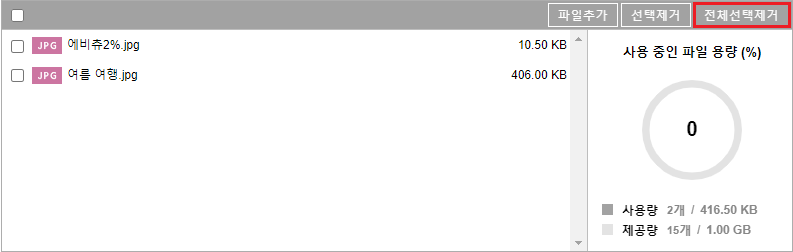 파일추가 선택제거 전체선택제거
JPG 에비츄2%.jpg 10.50 KB
JPG 여름 여행.jpg 406.00 KB
사용 중인 파일 용량 (%)
0
사용량 2개 / 416.50 KB
제공량 15개 / 1.00 GB